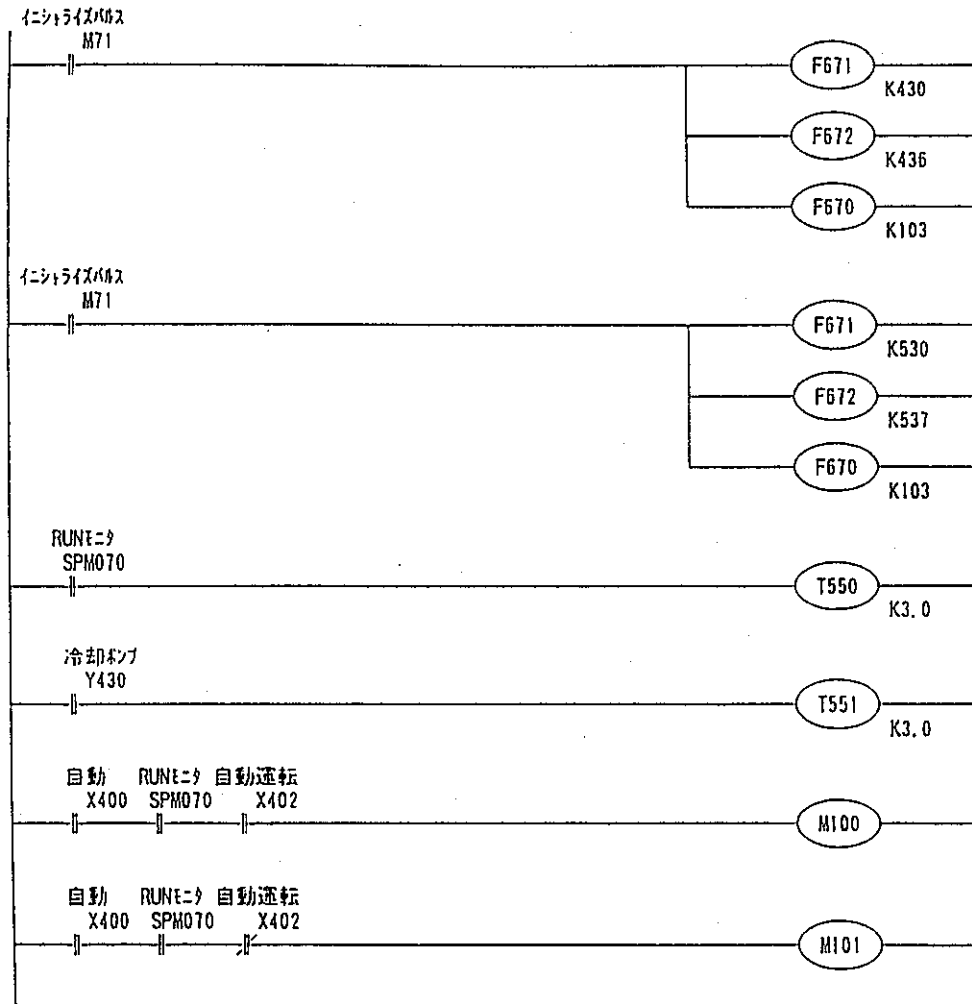 イニシャライズパルス
M71
F671
K430
F672
K436
F670
K103
イニシャライズパルス
M71
F671
K530
F672
K537
F670
K103
RUNモニタ
SPM070
T550
K3.0
冷却ポンプ
Y430
T551
K3.0
自動 RUNモニタ 自動運転
X400 SPM070 X402
M100
自動 RUNモニタ 自動運転
X400 SPM070 X402
M101